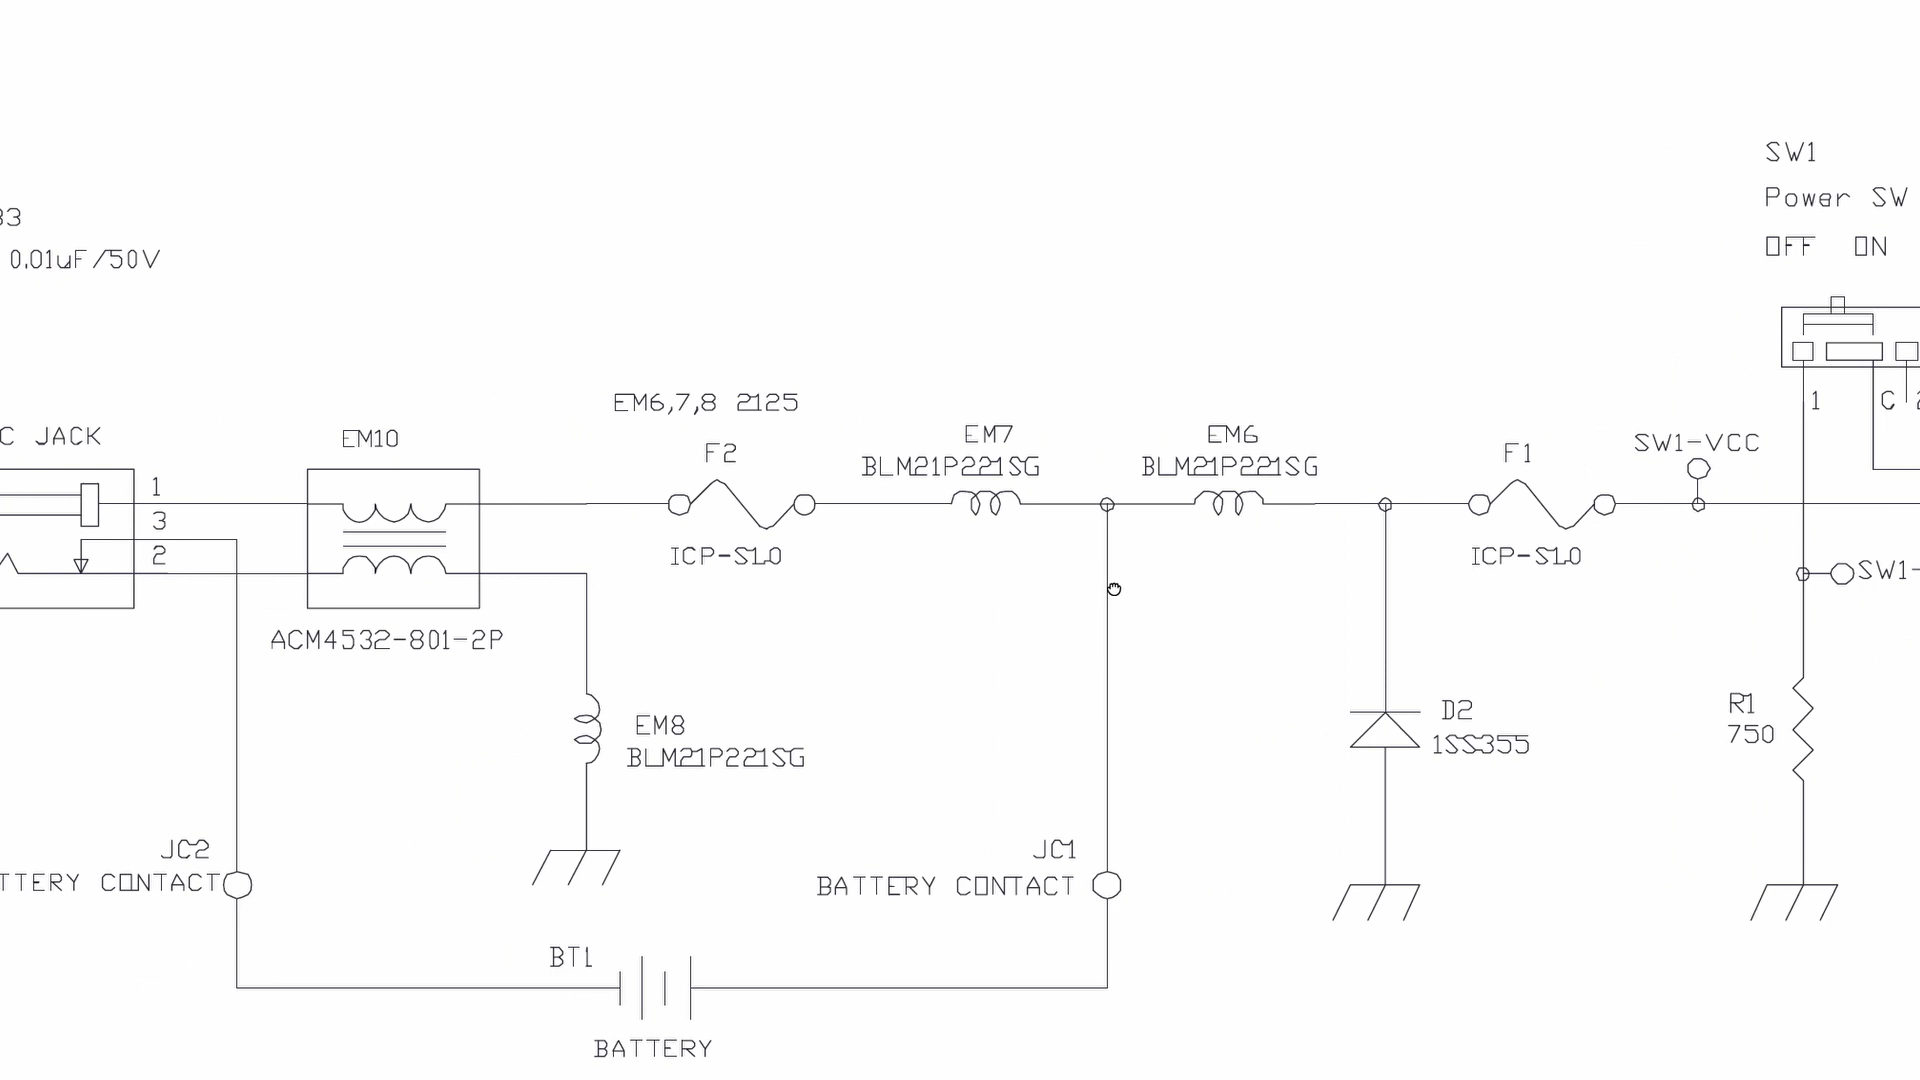 SW1
Power SW
OFF ON
33
0.01uF/50V
1
C
EM6,7,8 2125
C JACK
EM10
F2
EM7
BLM21P221SG
EM6
BLM21P221SG
F1
SW1-VCC
1
3
2
ICP-S1.0
ICP-S1.0
SW1-
ACM4532-801-2P
EM8
BLM21P221SG
D2
1SS355
R1
750
JC2
TTERY CONTACT
JC1
BATTERY CONTACT
BT1
BATTERY